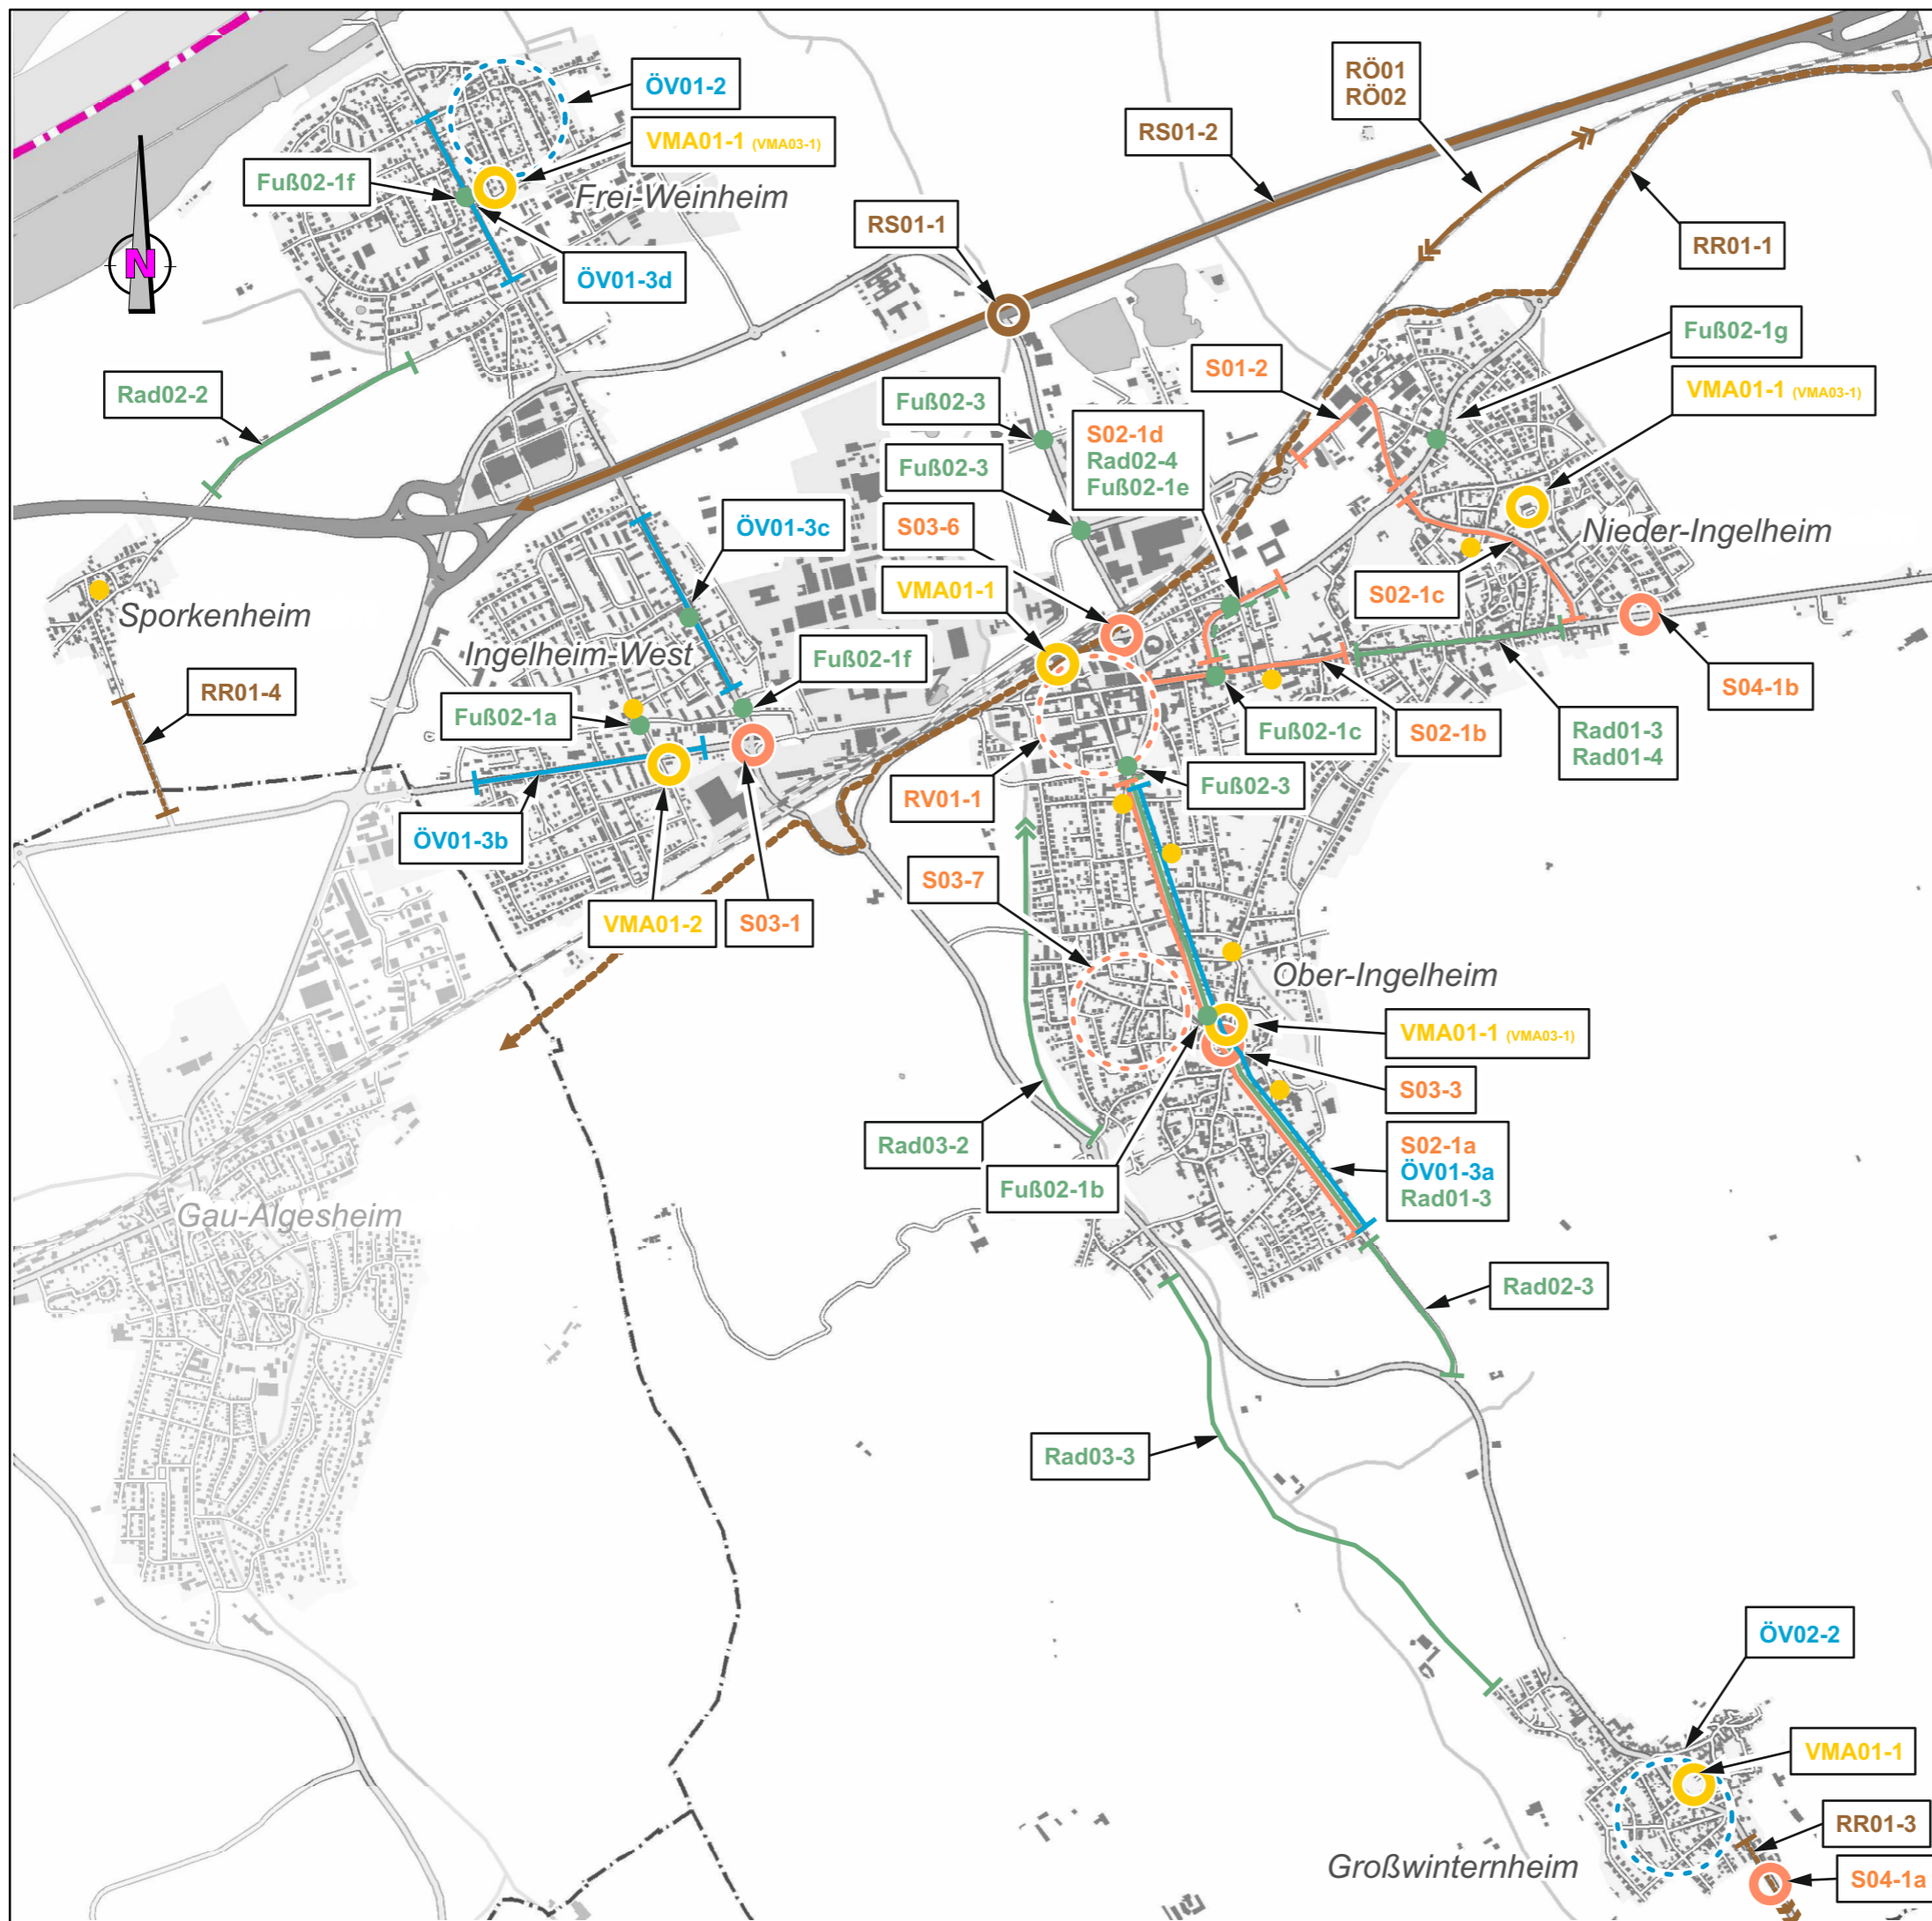 RÖ01
RÖ02
ÖV01-2
RS01-2
VMA01-1 (VMA03-1)
Fuß02-1f
Frei-Weinheim
RS01-1
RR01-1
N
ÖV01-3d
Fuß02-1g
S01-2
Rad02-2
Fuß02-3
VMA01-1 (VMA03-1)
S02-1d
Rad02-4
Fuß02-1e
Fuß02-3
ÖV01-3c
S03-6
Nieder-Ingelheim
VMA01-1
S02-1c
Sporkenheim
Ingelheim-West
Fuß02-1f
RR01-4
S04-1b
Fuß02-1a
Fuß02-1c
S02-1b
Rad01-3
Rad01-4
RV01-1
Fuß02-3
ÖV01-3b
S03-7
VMA01-2
S03-1
Ober-Ingelheim
VMA01-1 (VMA03-1)
S03-3
Rad03-2
S02-1a
ÖV01-3a
Rad01-3
Fuß02-1b
Gau-Algesheim
Rad02-3
Rad03-3
ÖV02-2
VMA01-1
RR01-3
Großwinternheim
S04-1a